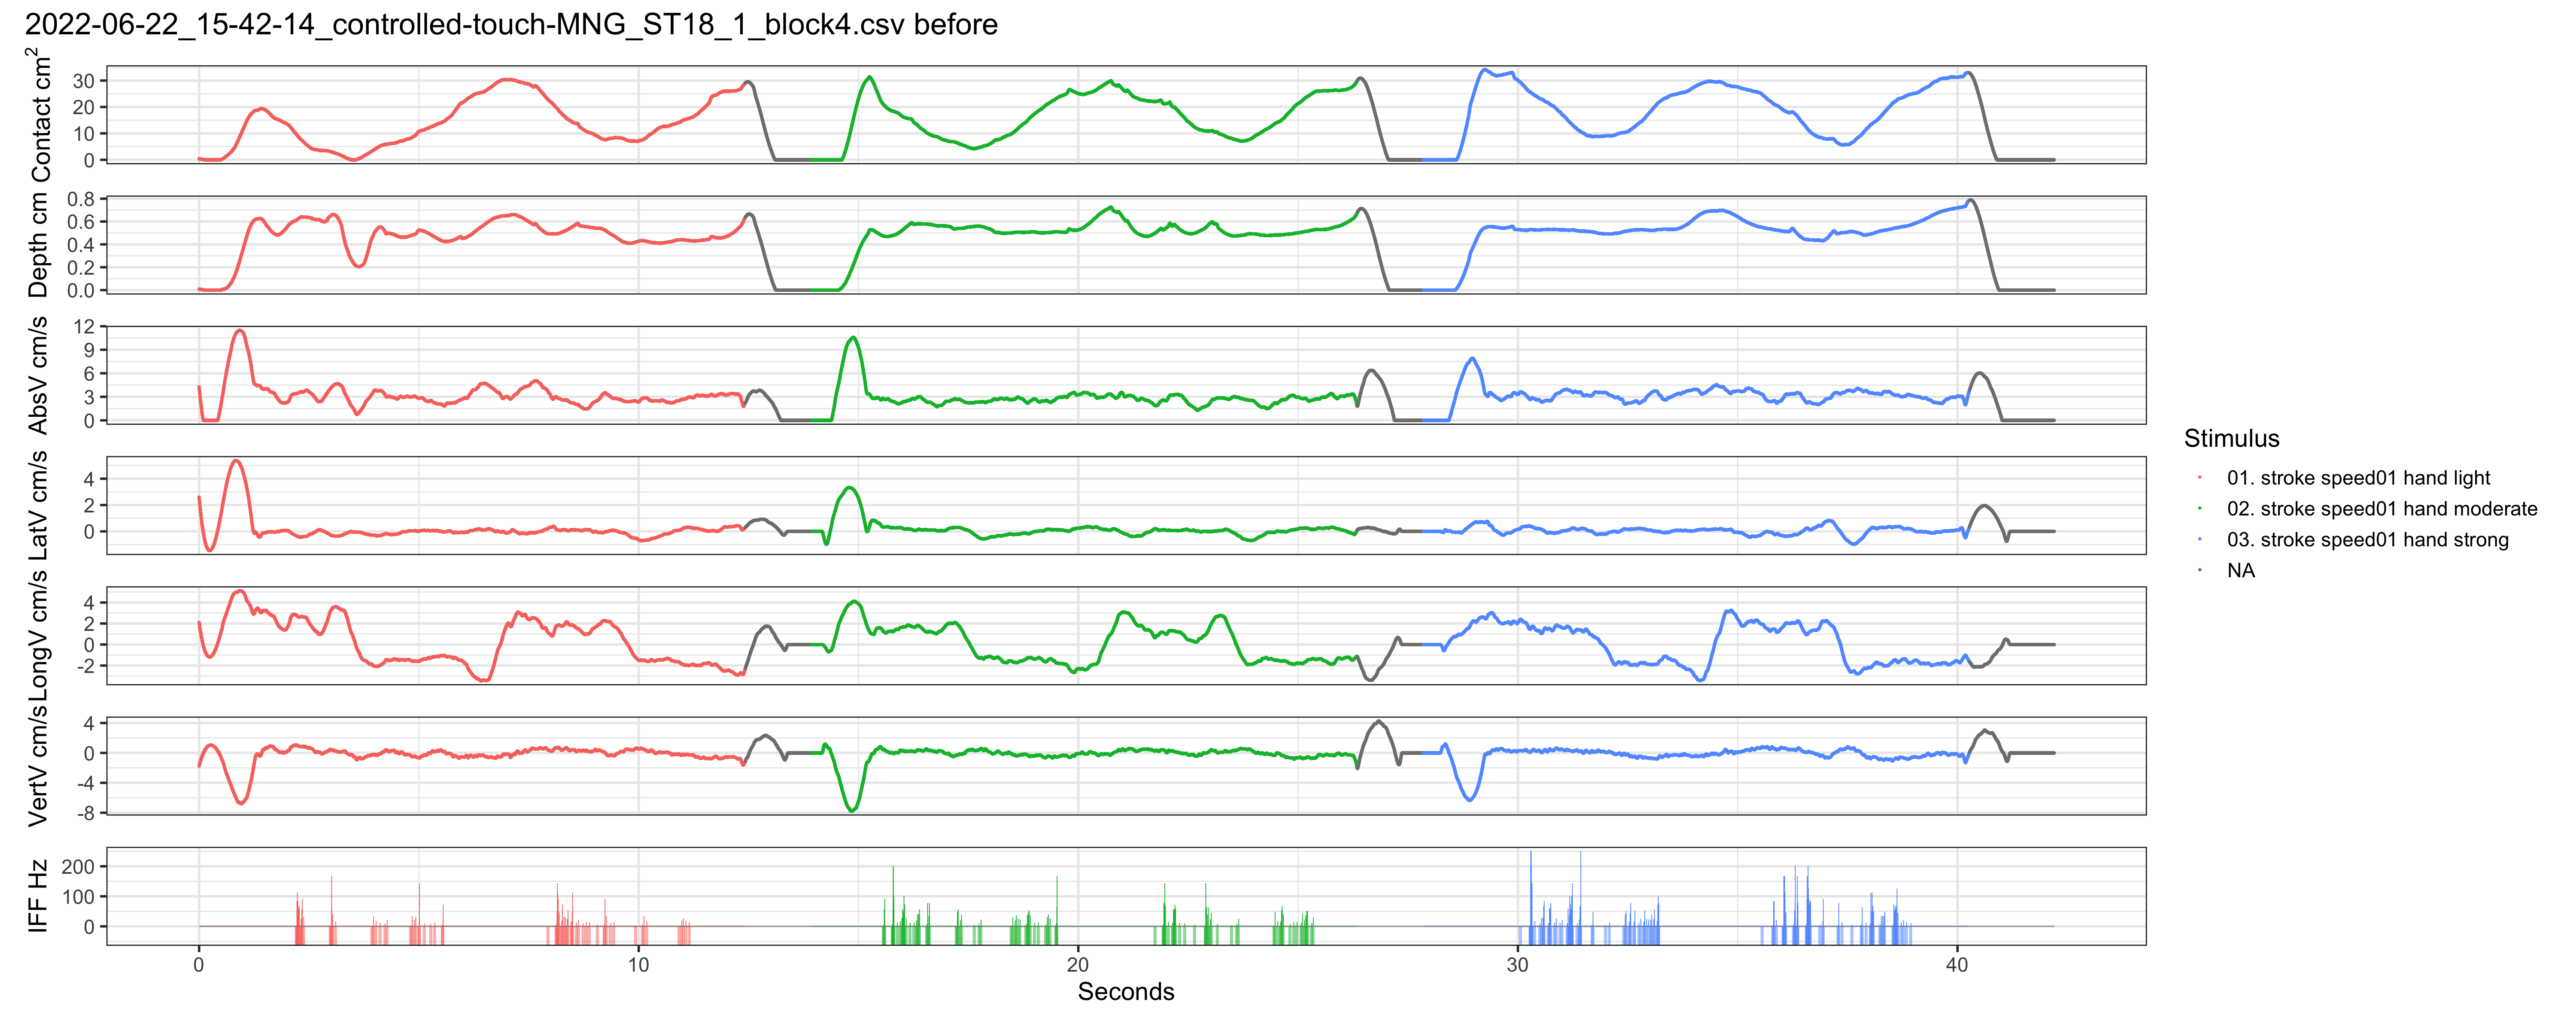 2022-06-22_15-42-14_controlled-touch-MNG_ST18_1_block4.csv before
Contact cm²
30
20
10
0
Depth cm
0.8
0.6
0.4
0.2
0.0
AbsV cm/s
12
9
6
3
0
LatV cm/s
4
2
0
LongV cm/s
4
2
0
-2
VertV cm/s
4
0
-4
-8
IFF Hz
200
100
0
0 10 20 30 40
Seconds
Stimulus
01. stroke speed01 hand light
02. stroke speed01 hand moderate
03. stroke speed01 hand strong
NA